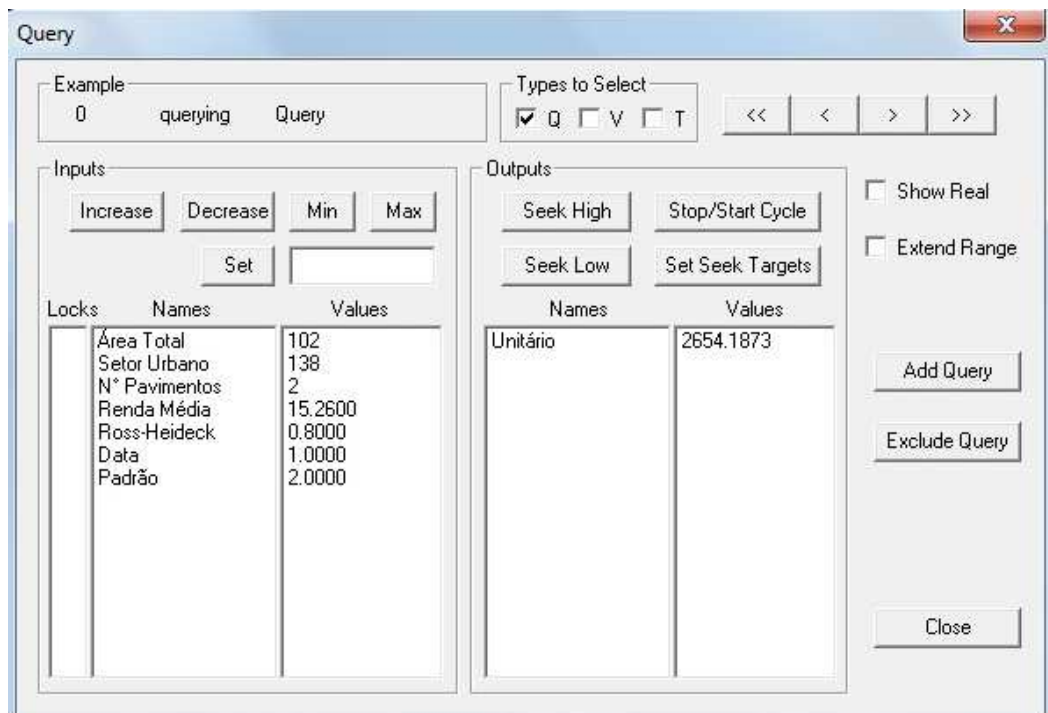 Query
Example
0 querying Query
Types to Select
Q V T
<< < > >>
Inputs
Increase Decrease Min Max
Set
Locks Names Values
Área Total 102
Setor Urbano 138
N° Pavimentos 2
Renda Média 15.2600
Ross-Heideck 0.8000
Data 1.0000
Padrão 2.0000
Outputs
Seek High Stop/Start Cycle
Seek Low Set Seek Targets
Names Values
Unitário 2654.1873
Show Real
Extend Range
Add Query
Exclude Query
Close